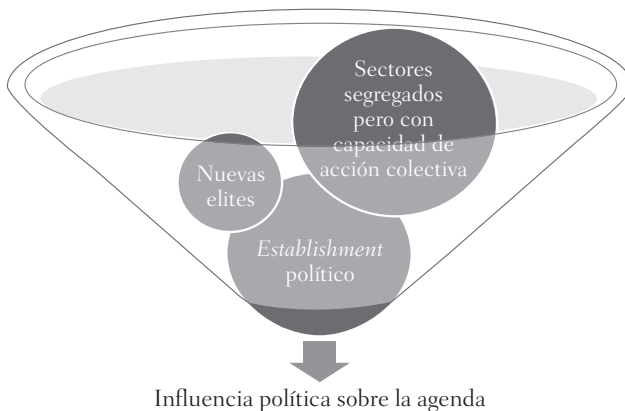 Sectores
segregados
pero con
capacidad de
acción colectiva
Nuevas
elites
Establishment
político
Influencia política sobre la agenda